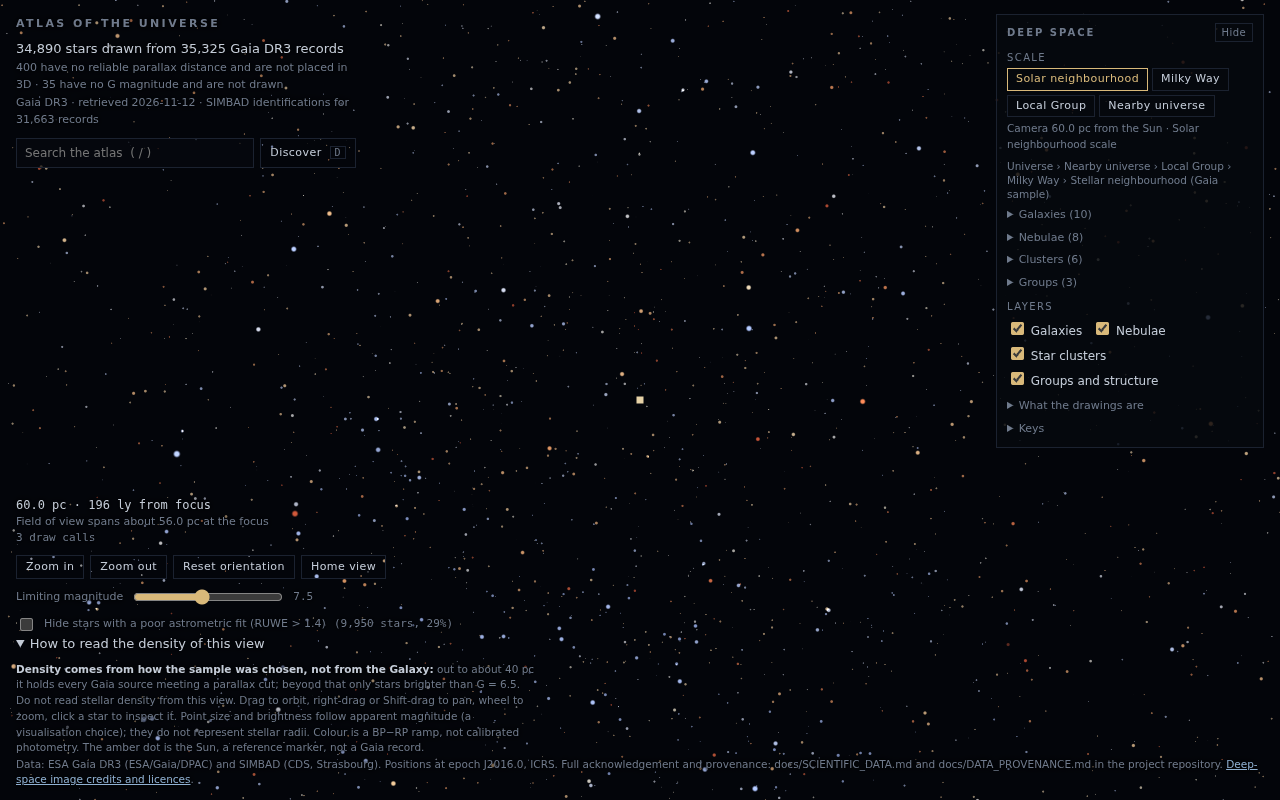 ATLAS OF THE UNIVERSE
34,890 stars drawn from 35,325 Gaia DR3 records
400 have no reliable parallax distance and are not placed in
3D · 35 have no G magnitude and are not drawn.
Gaia DR3 · retrieved 2026-11-12 · SIMBAD identifications for
31,663 records
Search the atlas ( / )
Discover D
DEEP SPACE
Hide
SCALE
Solar neighbourhood
Milky Way
Local Group
Nearby universe
Camera 60.0 pc from the Sun · Solar
neighbourhood scale
Universe › Nearby universe › Local Group ›
Milky Way › Stellar neighbourhood (Gaia
sample)
▶ Galaxies (10)
▶ Nebulae (8)
▶ Clusters (6)
▶ Groups (3)
LAYERS
Galaxies
Nebulae
Star clusters
Groups and structure
▶ What the drawings are
▶ Keys
60.0 pc · 196 ly from focus
Field of view spans about 56.0 pc at the focus
3 draw calls
Zoom in
Zoom out
Reset orientation
Home view
Limiting magnitude 7.5
Hide stars with a poor astrometric fit (RUWE > 1.4) (9,950 stars, 29%)
▼ How to read the density of this view
Density comes from how the sample was chosen, not from the Galaxy: out to about 40 pc
it holds every Gaia source meeting a parallax cut; beyond that only stars brighter than G = 6.5.
Do not read stellar density from this view. Drag to orbit, right-drag or Shift-drag to pan, wheel to
zoom, click a star to inspect it. Point size and brightness follow apparent magnitude (a
visualisation choice); they do not represent stellar radii. Colour is a BP−RP ramp, not calibrated
photometry. The amber dot is the Sun, a reference marker, not a Gaia record.
Data: ESA Gaia DR3 (ESA/Gaia/DPAC) and SIMBAD (CDS, Strasbourg). Positions at epoch J2016.0, ICRS. Full acknowledgement and provenance: docs/SCIENTIFIC_DATA.md and docs/DATA_PROVENANCE.md in the project repository. Deep-
space image credits and licences.